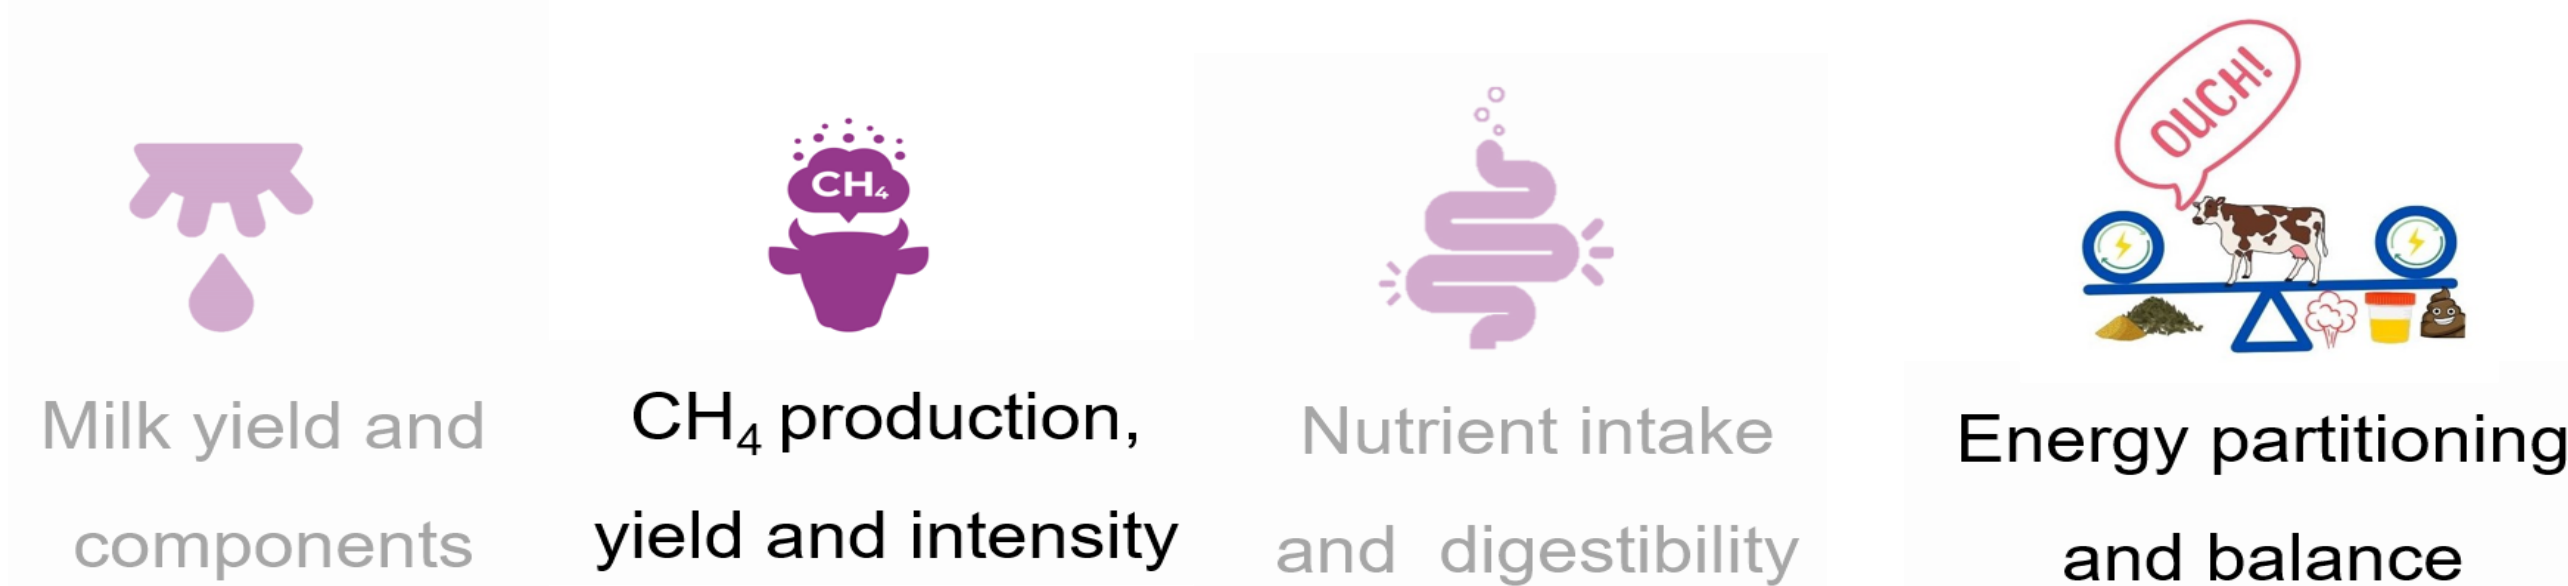 OUCH!
CH₄
Milk yield and
components
CH₄ production,
yield and intensity
Nutrient intake
and digestibility
Energy partitioning
and balance